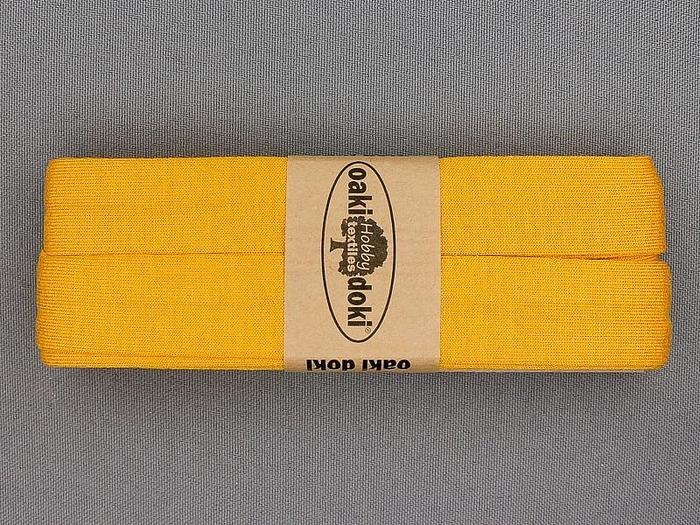 oaki
Hobby
textiles
doki®
oaki doki